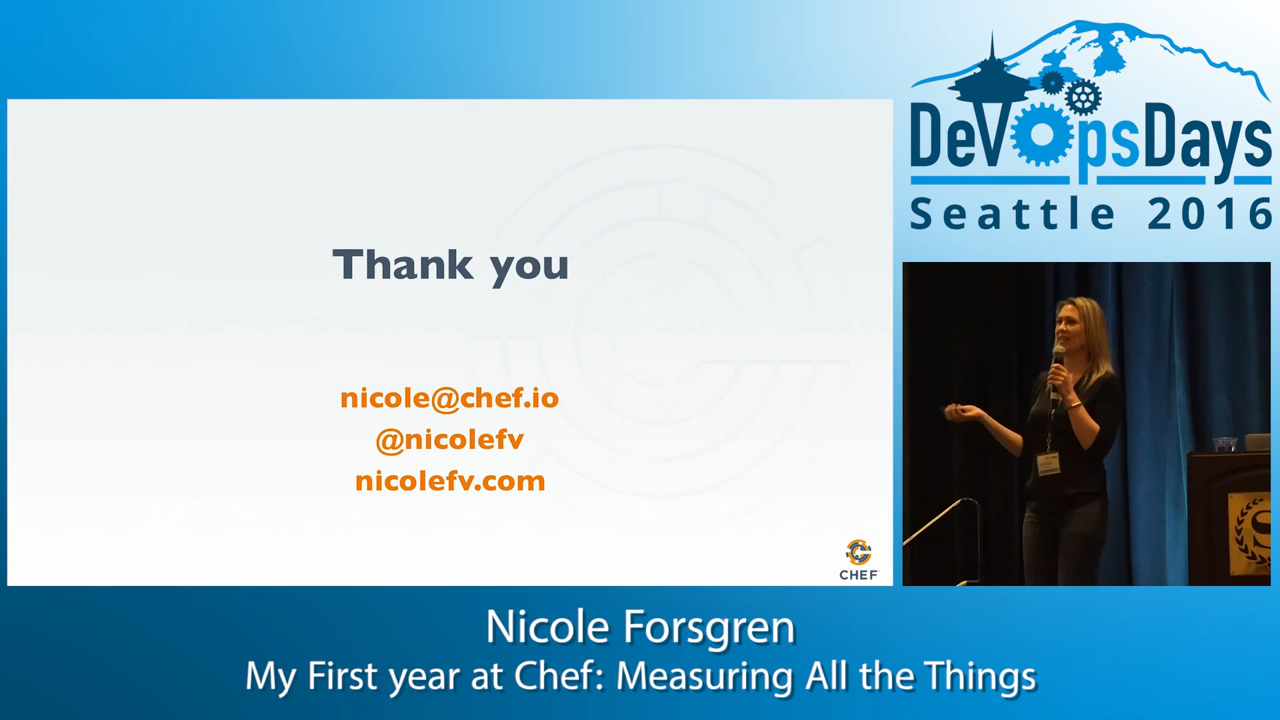 Thank you
nicole@chef.io
@nicolefv
nicolefv.com
CHEF
DevOpsDays
Seattle 2016
S
Nicole Forsgren
My First year at Chef: Measuring All the Things